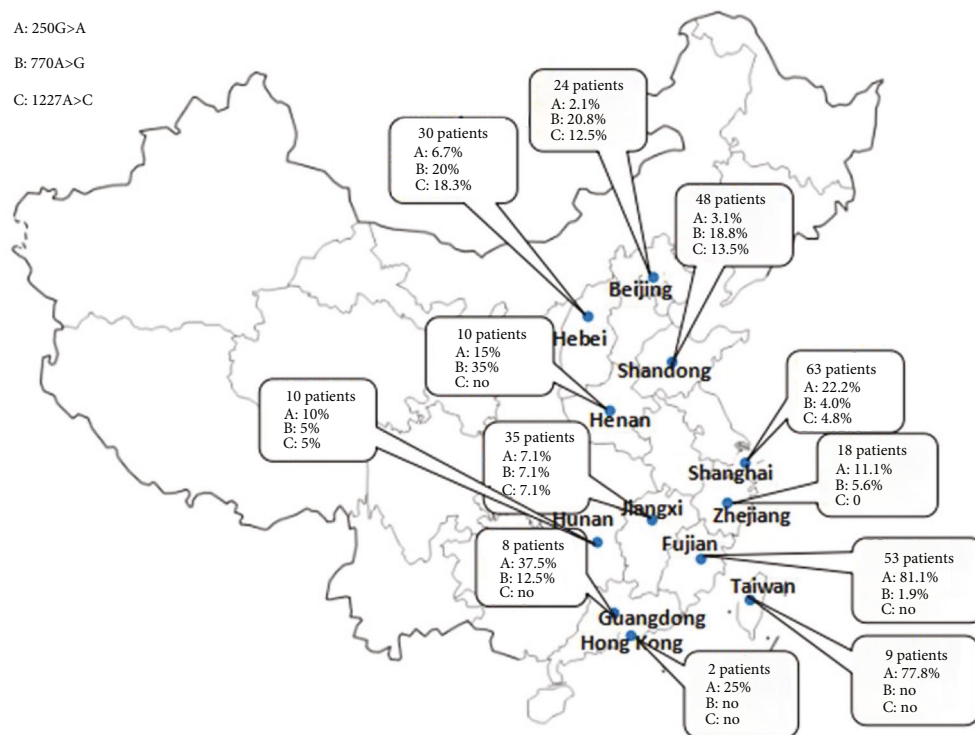 A: 250G>A
B: 770A>G
C: 1227A>C
24 patients
A: 2.1%
B: 20.8%
C: 12.5%
30 patients
A: 6.7%
B: 20%
C: 18.3%
48 patients
A: 3.1%
B: 18.8%
C: 13.5%
Beijing
Hebei
10 patients
A: 15%
B: 35%
C: no
Shandong
63 patients
A: 22.2%
B: 4.0%
C: 4.8%
10 patients
A: 10%
B: 5%
C: 5%
Henan
35 patients
A: 7.1%
B: 7.1%
C: 7.1%
Shanghai
18 patients
A: 11.1%
B: 5.6%
C: 0
Jiangxi
Zhejiang
Hunan
8 patients
A: 37.5%
B: 12.5%
C: no
Fujian
53 patients
A: 81.1%
B: 1.9%
C: no
Taiwan
Guangdong
Hong Kong
2 patients
A: 25%
B: no
C: no
9 patients
A: 77.8%
B: no
C: no